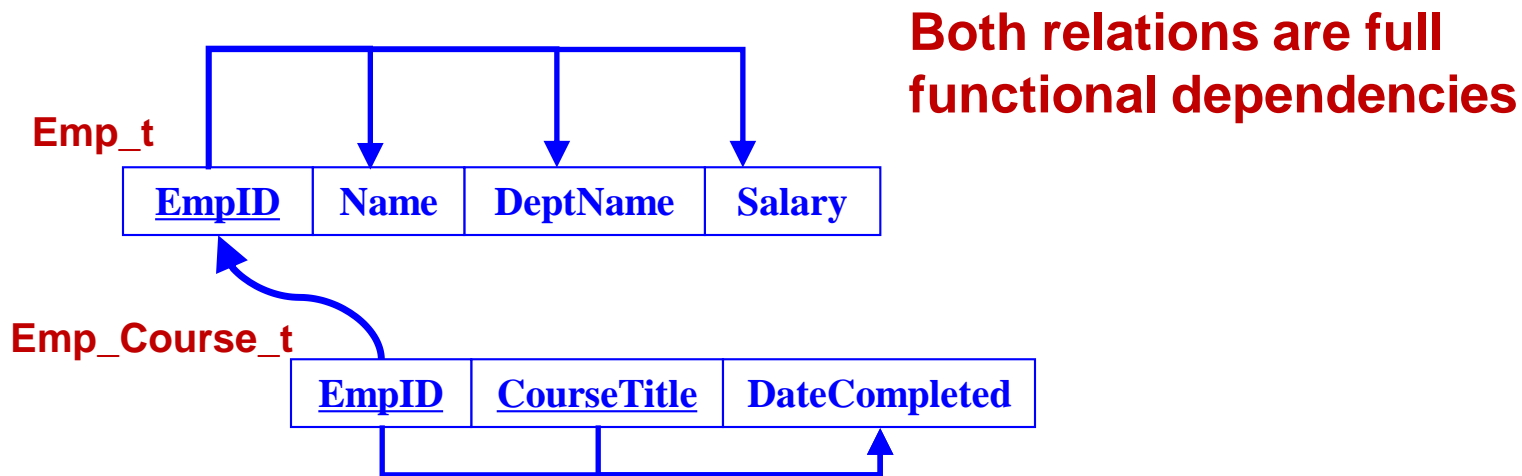 Both relations are full
functional dependencies
Emp_t
EmpID Name DeptName Salary
Emp_Course_t
EmpID CourseTitle DateCompleted